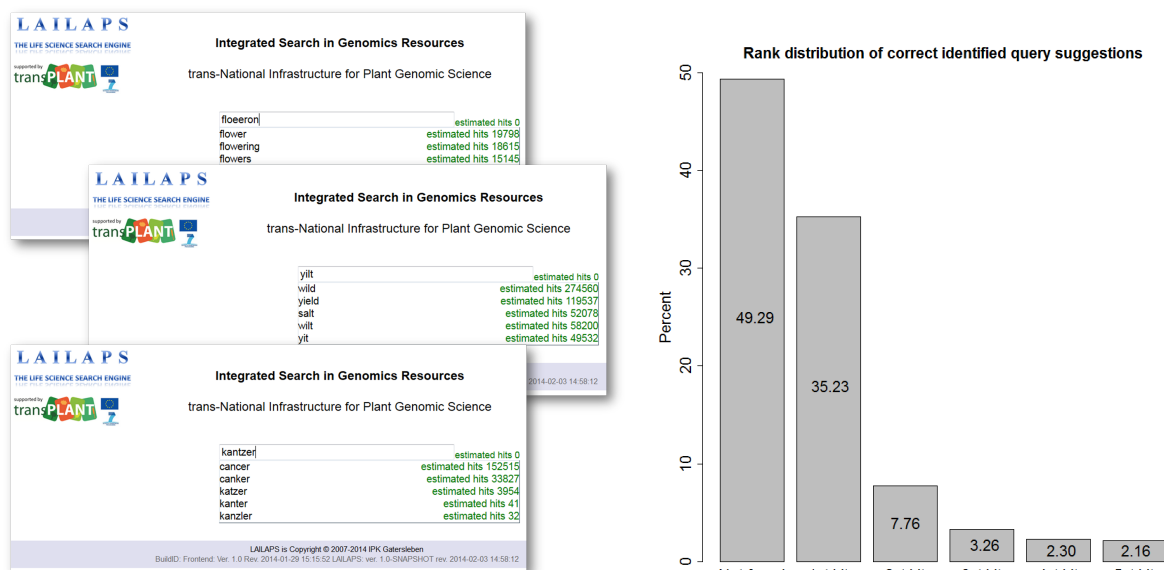 LAILAPS
THE LIFE SCIENCE SEARCH ENGINE
supported by
transPLANT
Integrated Search in Genomics Resources
trans-National Infrastructure for Plant Genomic Science
floeeron
estimated hits 0
flower estimated hits 19798
flowering estimated hits 18615
flowers estimated hits 15145
LAILAPS
THE LIFE SCIENCE SEARCH ENGINE
supported by
transPLANT
Integrated Search in Genomics Resources
trans-National Infrastructure for Plant Genomic Science
yilt
estimated hits 0
wild estimated hits 274560
yield estimated hits 119537
salt estimated hits 52078
wilt estimated hits 58200
yit estimated hits 49532
2014-02-03 14:58:12
LAILAPS
THE LIFE SCIENCE SEARCH ENGINE
supported by
transPLANT
Integrated Search in Genomics Resources
trans-National Infrastructure for Plant Genomic Science
kantzer
estimated hits 0
cancer estimated hits 152515
canker estimated hits 33827
katzer estimated hits 3954
kanter estimated hits 41
kanzler estimated hits 32
LAILAPS is Copyright © 2007-2014 IPK Gatersleben
BuildID: Frontend: Ver. 1.0 Rev. 2014-01-29 15:15:52 LAILAPS: ver. 1.0-SNAPSHOT rev. 2014-02-03 14:58:12
Rank distribution of correct identified query suggestions
Percent
50
40
30
20
10
0
49.29
35.23
7.76
3.26
2.30
2.16